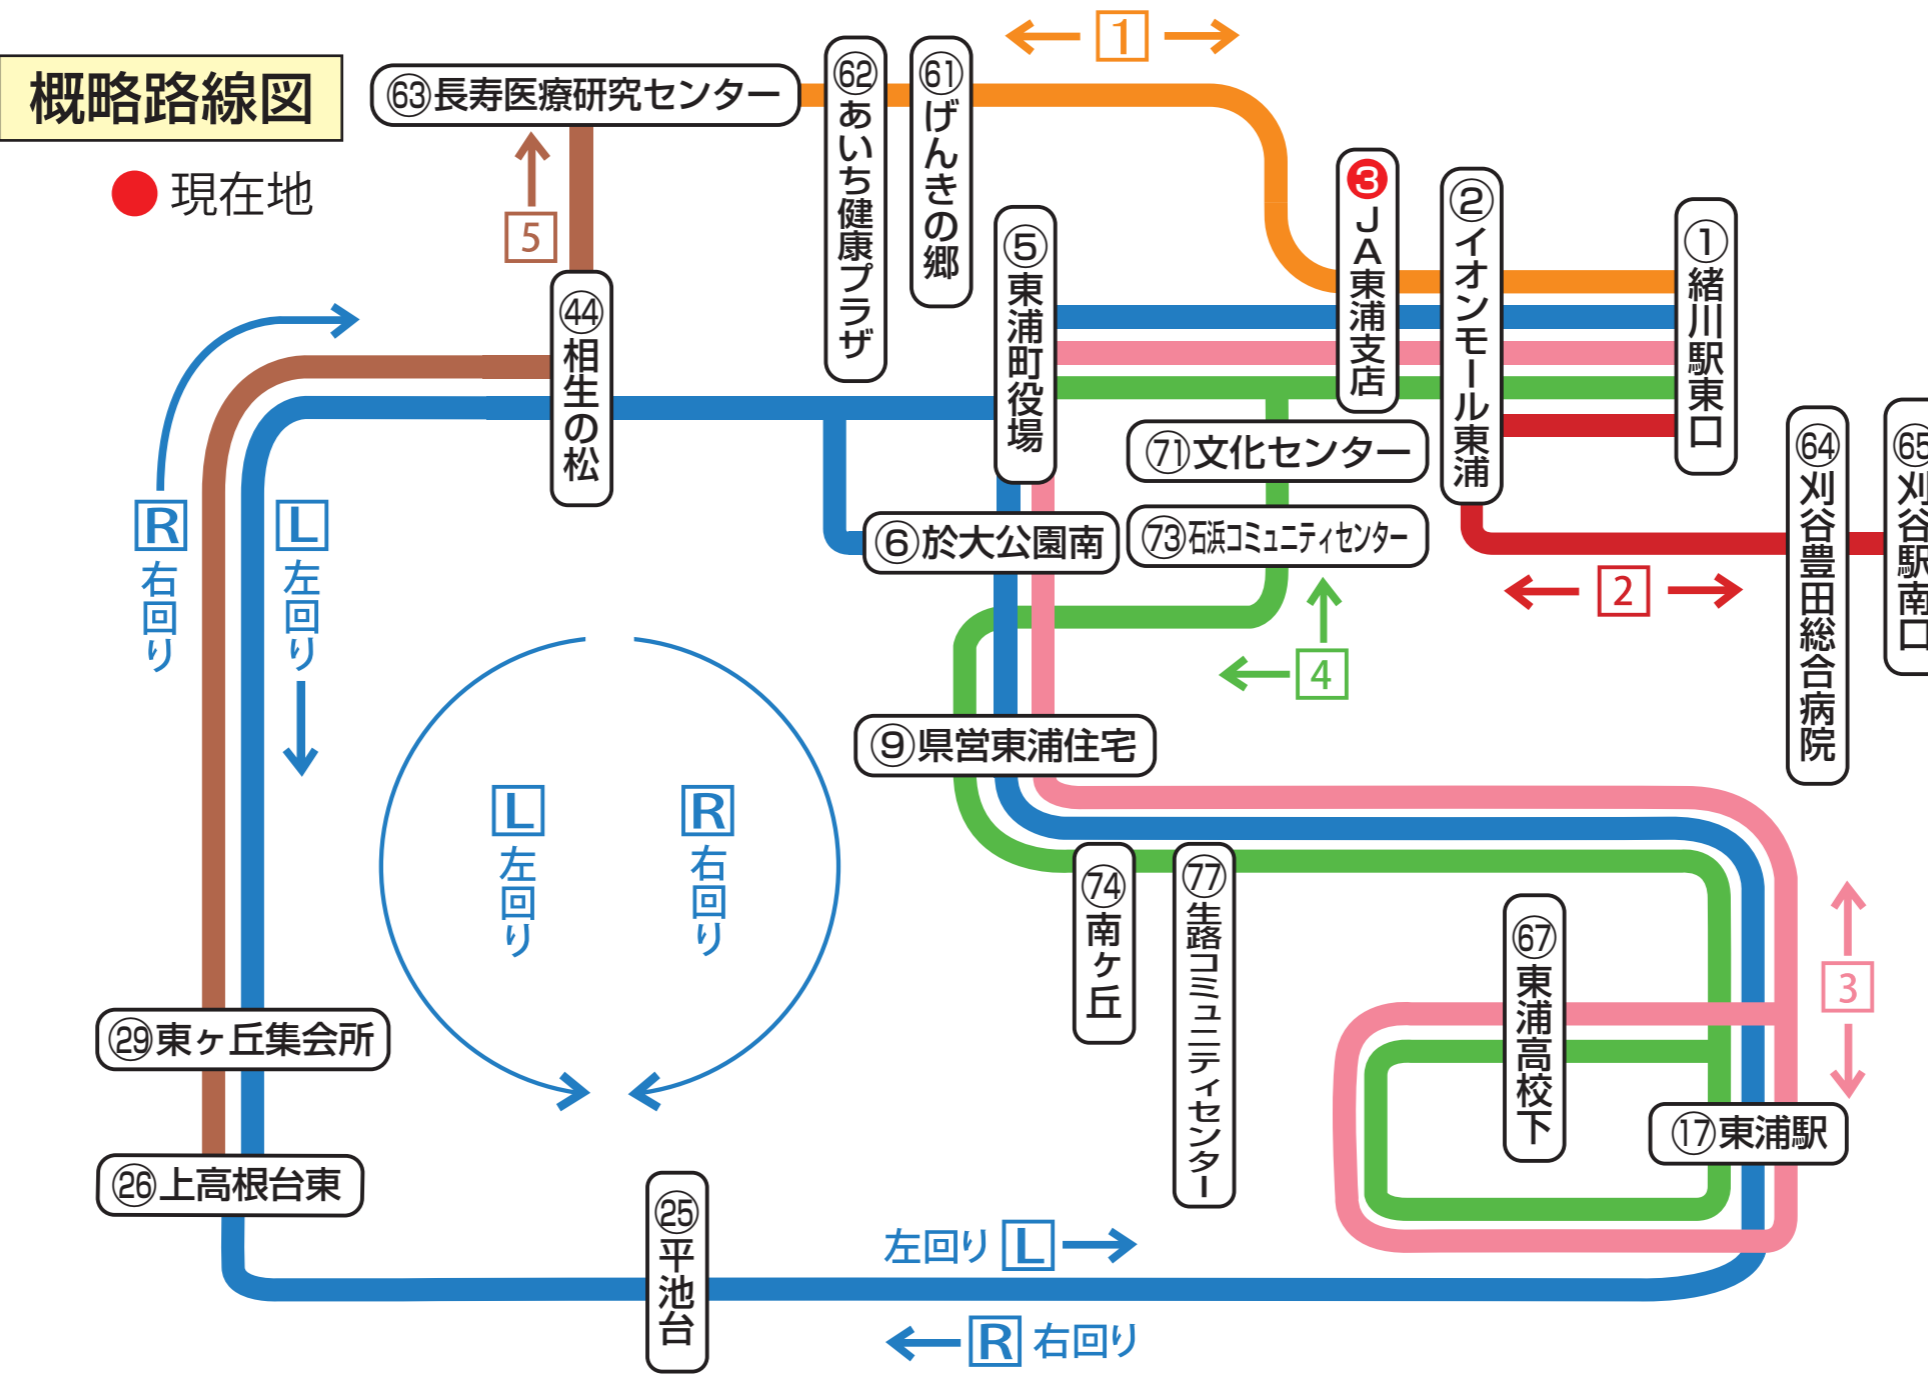 概略路線図
現在地
㊿+13長寿医療研究センター
62あいち健康プラザ
61げんきの郷
1
5
⑤東浦町役場
❸JA東浦支店
②イオンモール東浦
①緒川駅東口
㊹相生の松
71文化センター
73石浜コミュニティセンター
64刈谷豊田総合病院
65刈谷駅南口
R
右回り
L
左回り
⑥於大公園南
2
4
⑨県営東浦住宅
L
左回り
R
右回り
74南ヶ丘
77生路コミュニティセンター
67東浦高校下
3
⑰東浦駅
㉙東ヶ丘集会所
㉖上高根台東
㉕平池台
左回り L
R 右回り